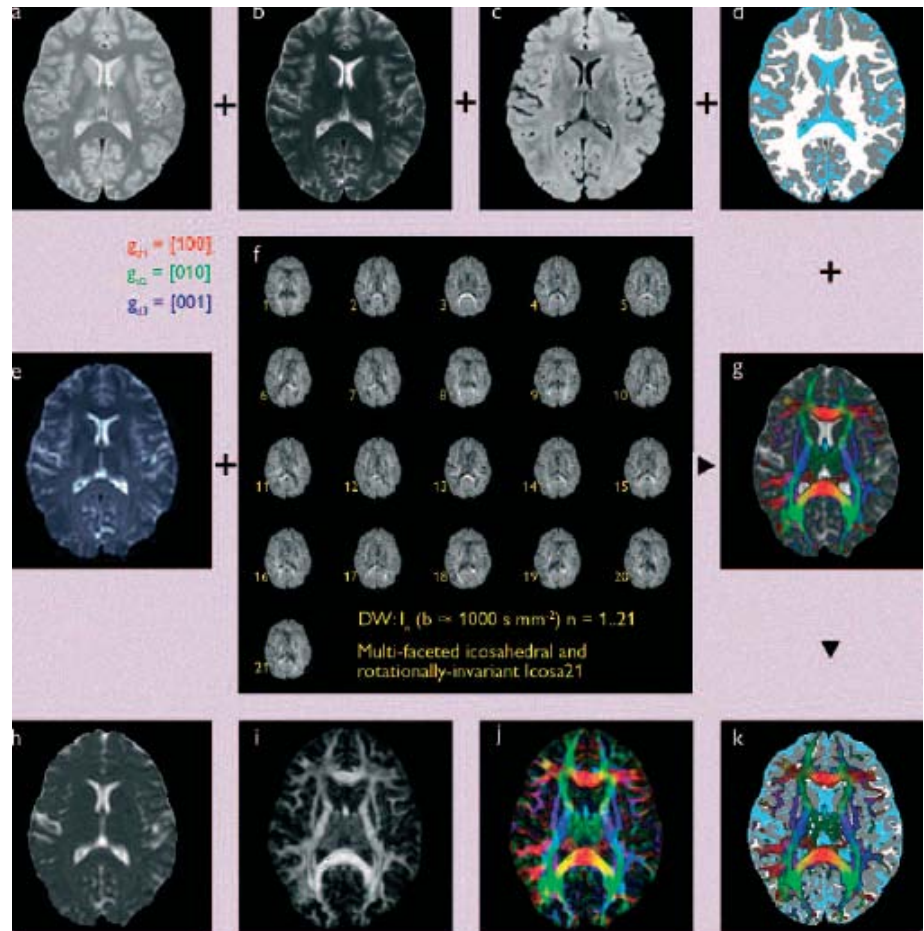 a
b
c
d
+
+
+
g_d1 = [100]
g_d2 = [010]
g_d3 = [001]
f
+
1
2
3
4
5
e
g
6
7
8
9
10
+
11
12
13
14
15
16
17
18
19
20
DW: I_n (b ≈ 1000 s mm⁻²) n = 1..21
21
Multi-faceted icosahedral and
rotationally-invariant Icosa21
h
i
j
k